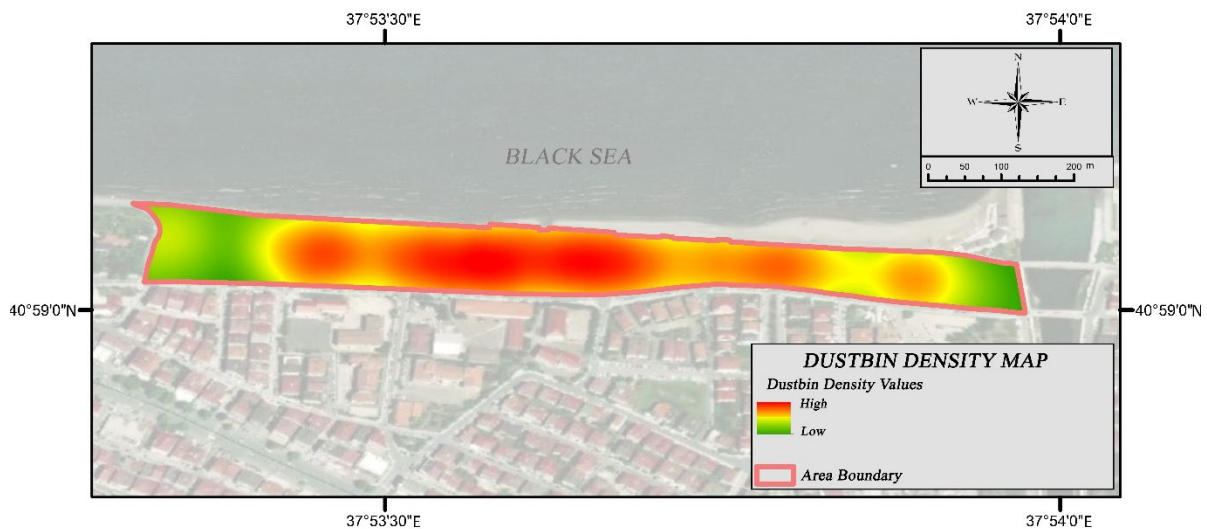 37°53'30"E
37°54'0"E
N
W
E
S
0
50
100
200 m
BLACK SEA
40°59'0"N
40°59'0"N
DUSTBIN DENSITY MAP
Dustbin Density Values
High
Low
Area Boundary
37°53'30"E
37°54'0"E